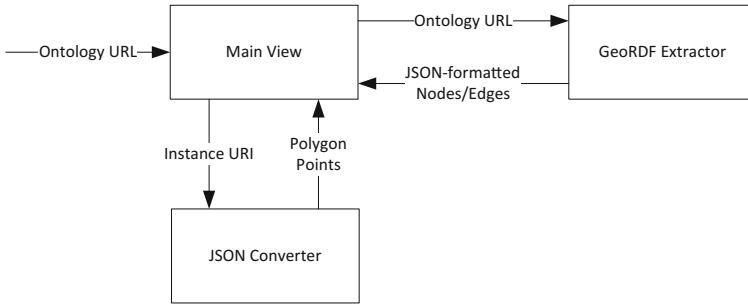 Ontology URL
Main View
Ontology URL
GeoRDF Extractor
JSON-formatted
Nodes/Edges
Instance URI
Polygon
Points
JSON Converter